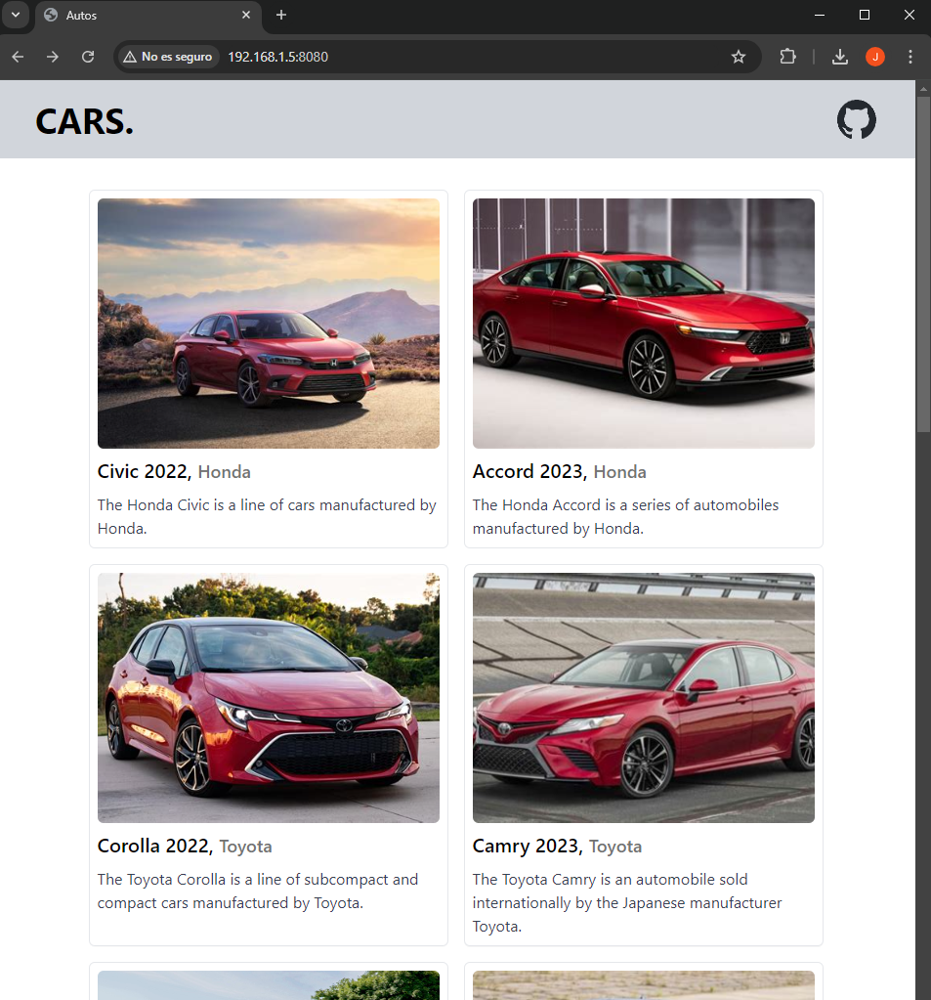 Autos
No es seguro 192.168.1.5:8080
J
CARS.
Civic 2022, Honda
The Honda Civic is a line of cars manufactured by
Honda.
Accord 2023, Honda
The Honda Accord is a series of automobiles
manufactured by Honda.
Corolla 2022, Toyota
The Toyota Corolla is a line of subcompact and
compact cars manufactured by Toyota.
Camry 2023, Toyota
The Toyota Camry is an automobile sold
internationally by the Japanese manufacturer
Toyota.